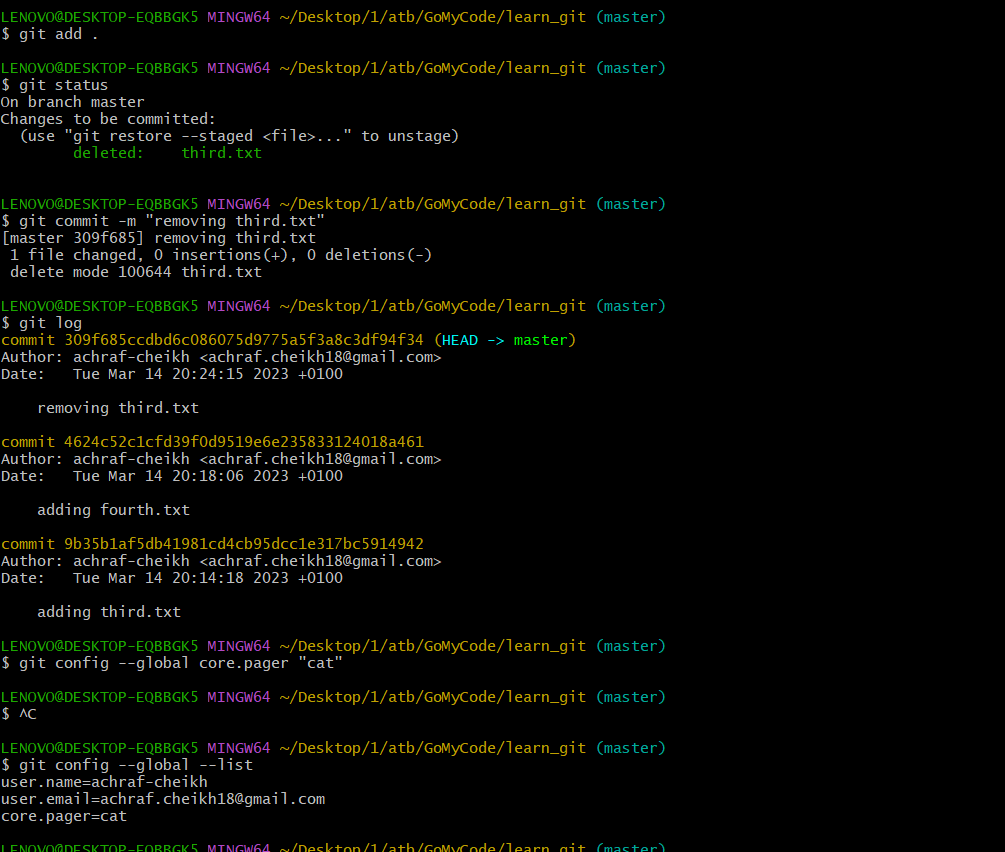 LENOVO@DESKTOP-EQBBGK5 MINGW64 ~/Desktop/1/atb/GoMyCode/learn_git (master)
$ git add .
LENOVO@DESKTOP-EQBBGK5 MINGW64 ~/Desktop/1/atb/GoMyCode/learn_git (master)
$ git status
On branch master
Changes to be committed:
  (use "git restore --staged <file>..." to unstage)
        deleted:    third.txt
LENOVO@DESKTOP-EQBBGK5 MINGW64 ~/Desktop/1/atb/GoMyCode/learn_git (master)
$ git commit -m "removing third.txt"
[master 309f685] removing third.txt
 1 file changed, 0 insertions(+), 0 deletions(-)
 delete mode 100644 third.txt
LENOVO@DESKTOP-EQBBGK5 MINGW64 ~/Desktop/1/atb/GoMyCode/learn_git (master)
$ git log
commit 309f685ccdbd6c086075d9775a5f3a8c3df94f34 (HEAD -> master)
Author: achraf-cheikh <achraf.cheikh18@gmail.com>
Date:   Tue Mar 14 20:24:15 2023 +0100
    removing third.txt
commit 4624c52c1cfd39f0d9519e6e235833124018a461
Author: achraf-cheikh <achraf.cheikh18@gmail.com>
Date:   Tue Mar 14 20:18:06 2023 +0100
    adding fourth.txt
commit 9b35b1af5db41981cd4cb95dcc1e317bc5914942
Author: achraf-cheikh <achraf.cheikh18@gmail.com>
Date:   Tue Mar 14 20:14:18 2023 +0100
    adding third.txt
LENOVO@DESKTOP-EQBBGK5 MINGW64 ~/Desktop/1/atb/GoMyCode/learn_git (master)
$ git config --global core.pager "cat"
LENOVO@DESKTOP-EQBBGK5 MINGW64 ~/Desktop/1/atb/GoMyCode/learn_git (master)
$ ^C
LENOVO@DESKTOP-EQBBGK5 MINGW64 ~/Desktop/1/atb/GoMyCode/learn_git (master)
$ git config --global --list
user.name=achraf-cheikh
user.email=achraf.cheikh18@gmail.com
core.pager=cat
LENOVO@DESKTOP-EQBBGK5 MINGW64 ~/Desktop/1/atb/GoMyCode/learn_git (master)